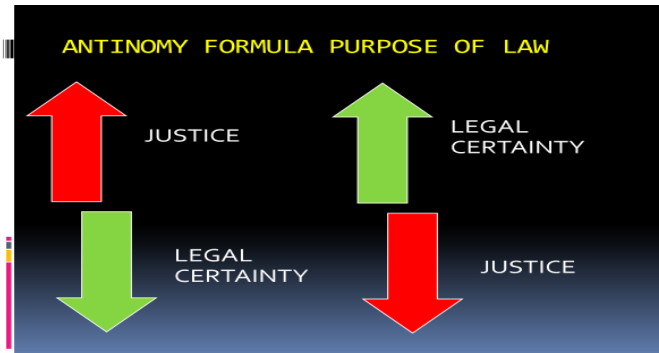 ANTINOMY FORMULA PURPOSE OF LAW
JUSTICE
LEGAL
CERTAINTY
LEGAL
CERTAINTY
JUSTICE